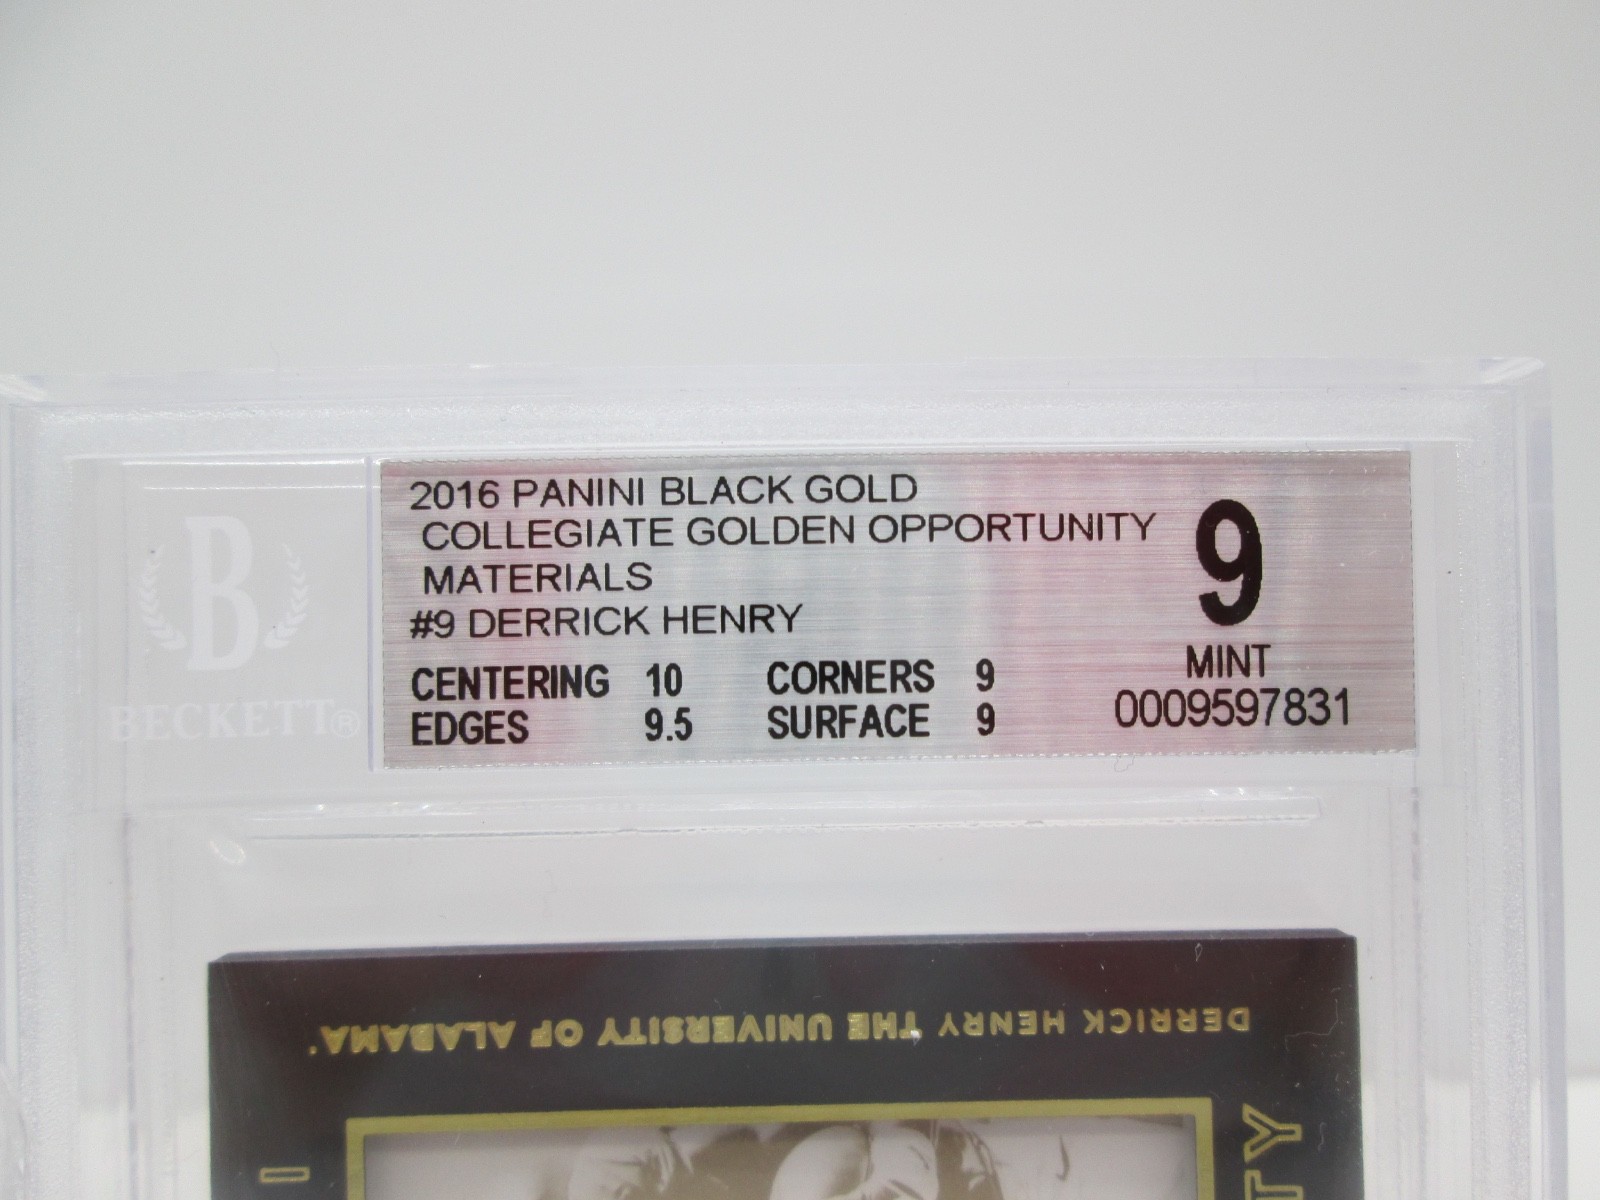 2016 PANINI BLACK GOLD
COLLEGIATE GOLDEN OPPORTUNITY
MATERIALS
#9 DERRICK HENRY
CENTERING 10 CORNERS 9
EDGES 9.5 SURFACE 9
9
MINT
0009597831
B
BECKETT®
DERRICK HENRY THE UNIVERSITY OF ALABAMA®
TY